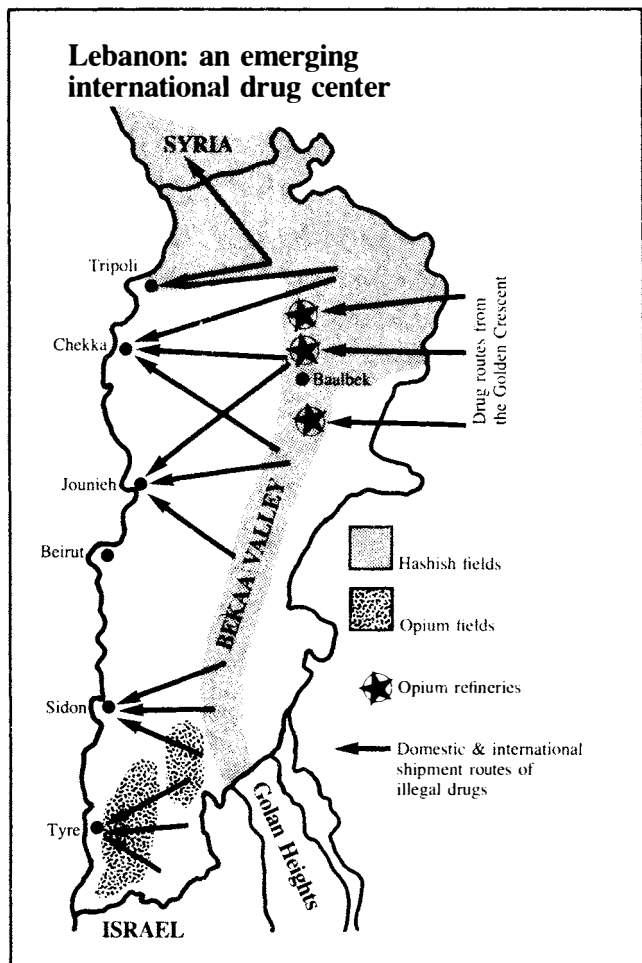 Lebanon: an emerging
international drug center
SYRIA
Tripoli
Chekka
Baalbek
Drug routes from
the Golden Crescent
Jounieh
Beirut
BEKAA VALLEY
Hashish fields
Opium fields
Sidon
Opium refineries
Domestic & international
shipment routes of
illegal drugs
Tyre
Golan Heights
ISRAEL